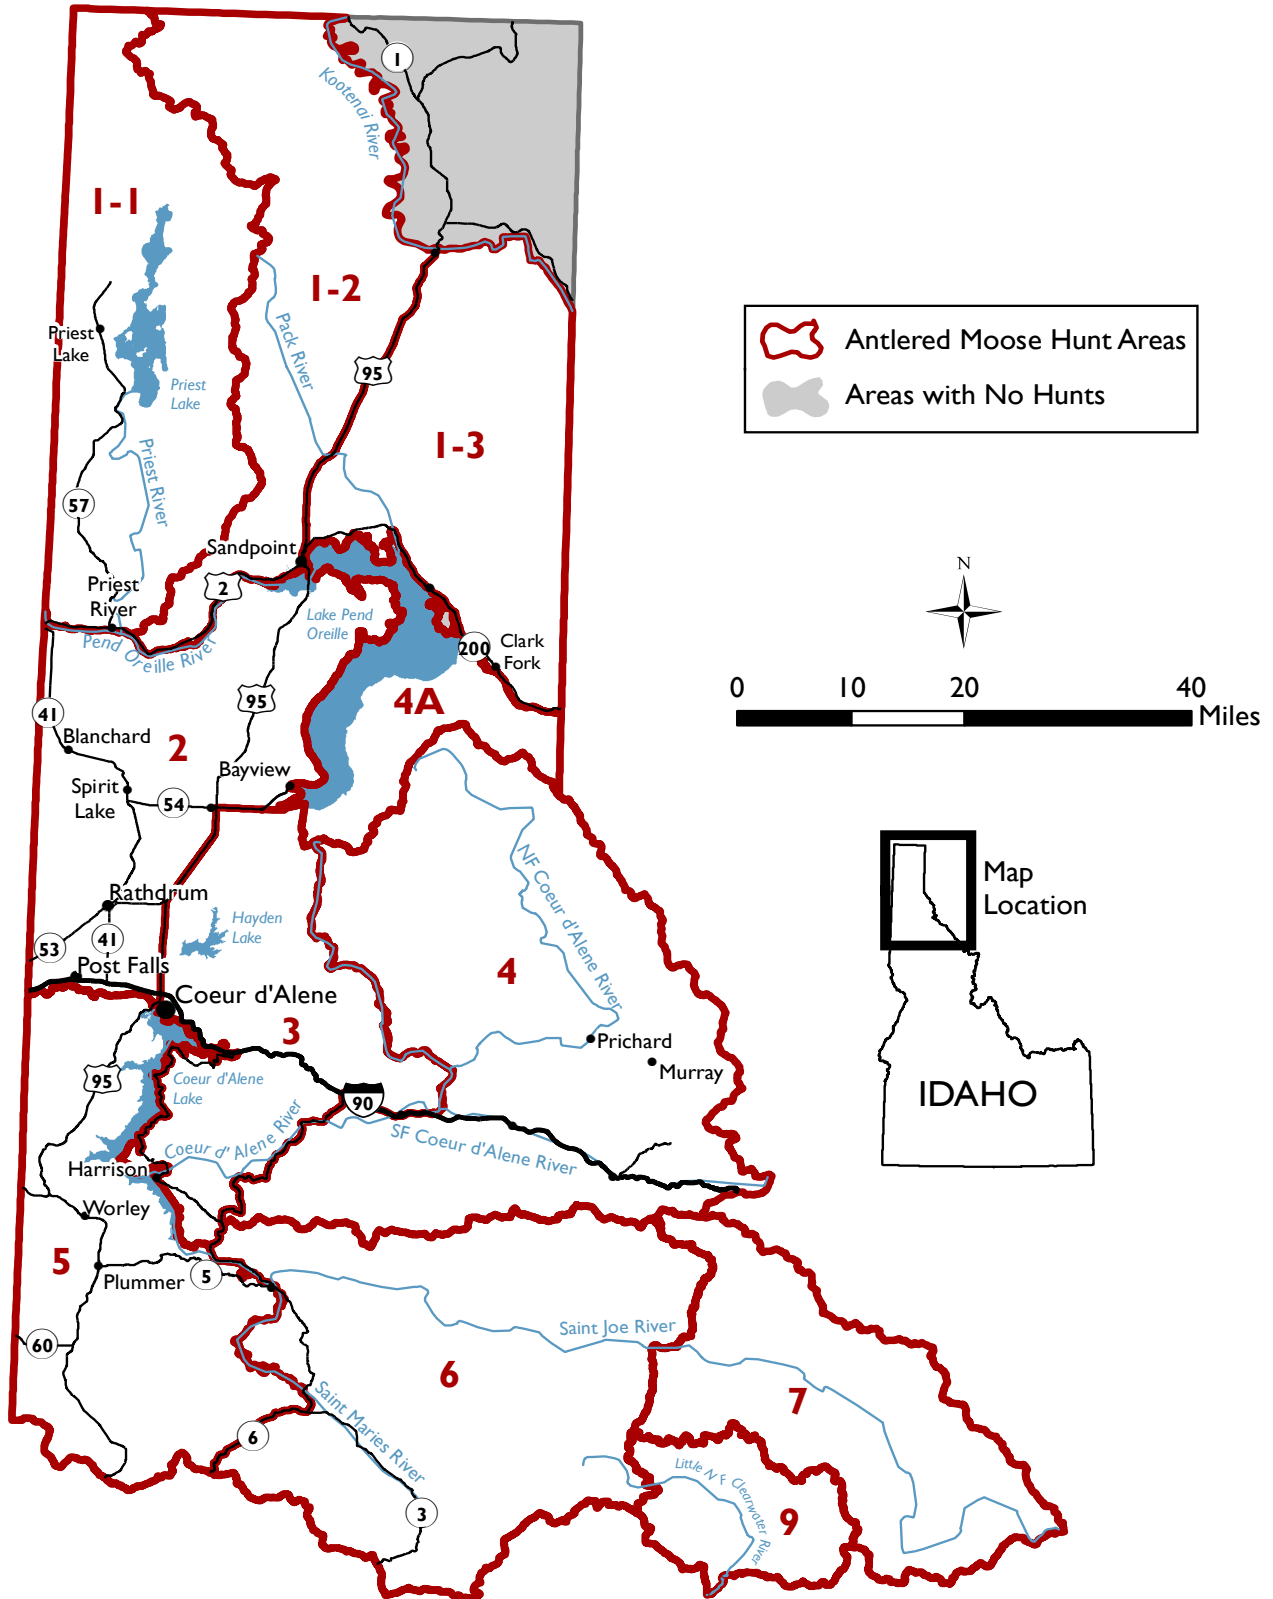 1
Kootenai River
1-1
1-2
Pack River
Priest
Lake
Priest
Lake
95
Antlered Moose Hunt Areas
Areas with No Hunts
1-3
Priest River
57
Sandpoint
2
Priest
River
Lake Pend
Oreille
Pend Oreille River
200
Clark
Fork
N
0 10 20 40
Miles
95
4A
41
Blanchard
2
Bayview
Spirit
Lake
54
NF Coeur d'Alene River
Map
Location
Rathdrum
Hayden
Lake
53
41
Post Falls
4
Coeur d'Alene
3
Prichard
Murray
95
Coeur d'Alene
Lake
90
IDAHO
Coeur d'Alene River
SF Coeur d'Alene River
Harrison
Worley
5
Plummer
5
60
Saint Joe River
6
7
Saint Maries River
6
Little N F Clearwater River
3
9